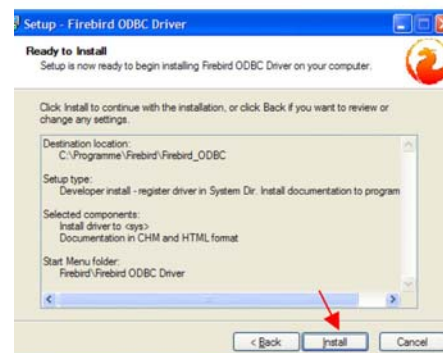 Setup - Firebird ODBC Driver
Ready to Install
Setup is now ready to begin installing Firebird ODBC Driver on your computer.
Click Install to continue with the installation, or click Back if you want to review or
change any settings.
Destination location:
C:\Programme\Firebird\Firebird_ODBC
Setup type:
Developer install - register driver in System Dir. Install documentation to program
Selected components:
Install driver to <sys>
Documentation in CHM and HTML format
Start Menu folder:
Firebird\Firebird ODBC Driver
< Back Install Cancel